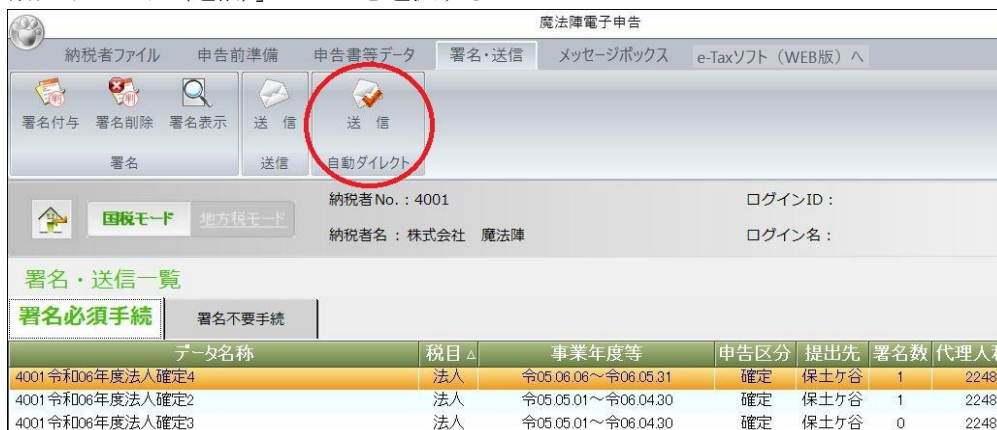 魔法陣電子申告
納税者ファイル 申告前準備 申告書等データ 署名・送信 メッセージボックス e-Taxソフト（WEB版）へ
署名付与 署名削除 署名表示 送 信 送 信
署名 送信 自動ダイレクト
納税者No.：4001 ログインID：
国税モード 地方税モード
納税者名 ： 株式会社 魔法陣 ログイン名：
署名・送信一覧
署名必須手続 署名不要手続
データ名称 税目 △ 事業年度等 申告区分 提出先 署名数 代理人
4001 令和06年度法人確定4 法人 令05.06.06～令06.05.31 確定 保土ケ谷 1 2248
4001 令和06年度法人確定2 法人 令05.05.01～令06.04.30 確定 保土ケ谷 1 2248
4001 令和06年度法人確定3 法人 令05.05.01～令06.04.30 確定 保土ケ谷 0 2248